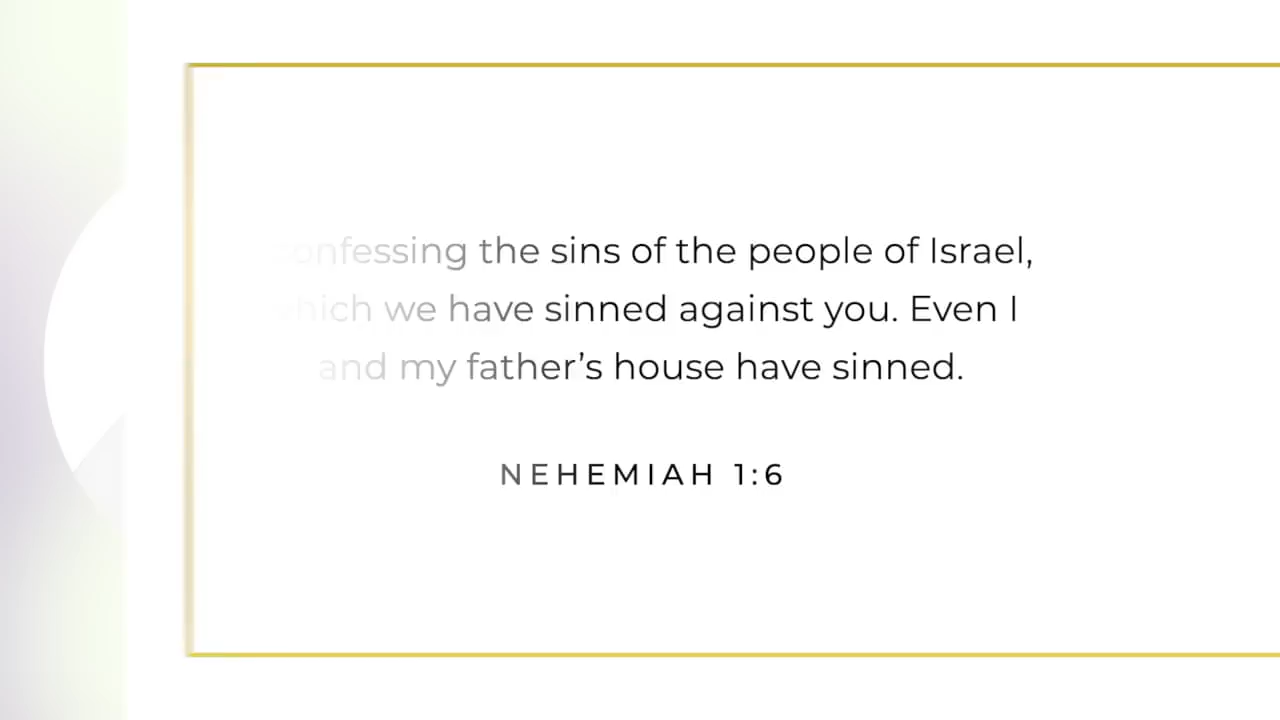 confessing the sins of the people of Israel,
which we have sinned against you. Even I
and my father’s house have sinned.
NEHEMIAH 1:6